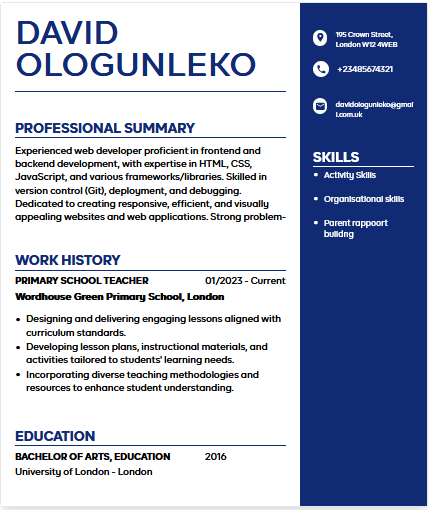 DAVID
OLOGUNLEKO
PROFESSIONAL SUMMARY
Experienced web developer proficient in frontend and
backend development, with expertise in HTML, CSS,
JavaScript, and various frameworks/libraries. Skilled in
version control (Git), deployment, and debugging.
Dedicated to creating responsive, efficient, and visually
appealing websites and web applications. Strong problem-
WORK HISTORY
PRIMARY SCHOOL TEACHER 01/2023 - Current
Wordhouse Green Primary School, London
• Designing and delivering engaging lessons aligned with
curriculum standards.
• Developing lesson plans, instructional materials, and
activities tailored to students' learning needs.
• Incorporating diverse teaching methodologies and
resources to enhance student understanding.
EDUCATION
BACHELOR OF ARTS, EDUCATION 2016
University of London - London
195 Crown Street,
London W12 4WEB
+23485674321
davidologunleko@gmai
l.com.uk
SKILLS
• Activity Skills
• Organisational skills
• Parent rappoort
builidng